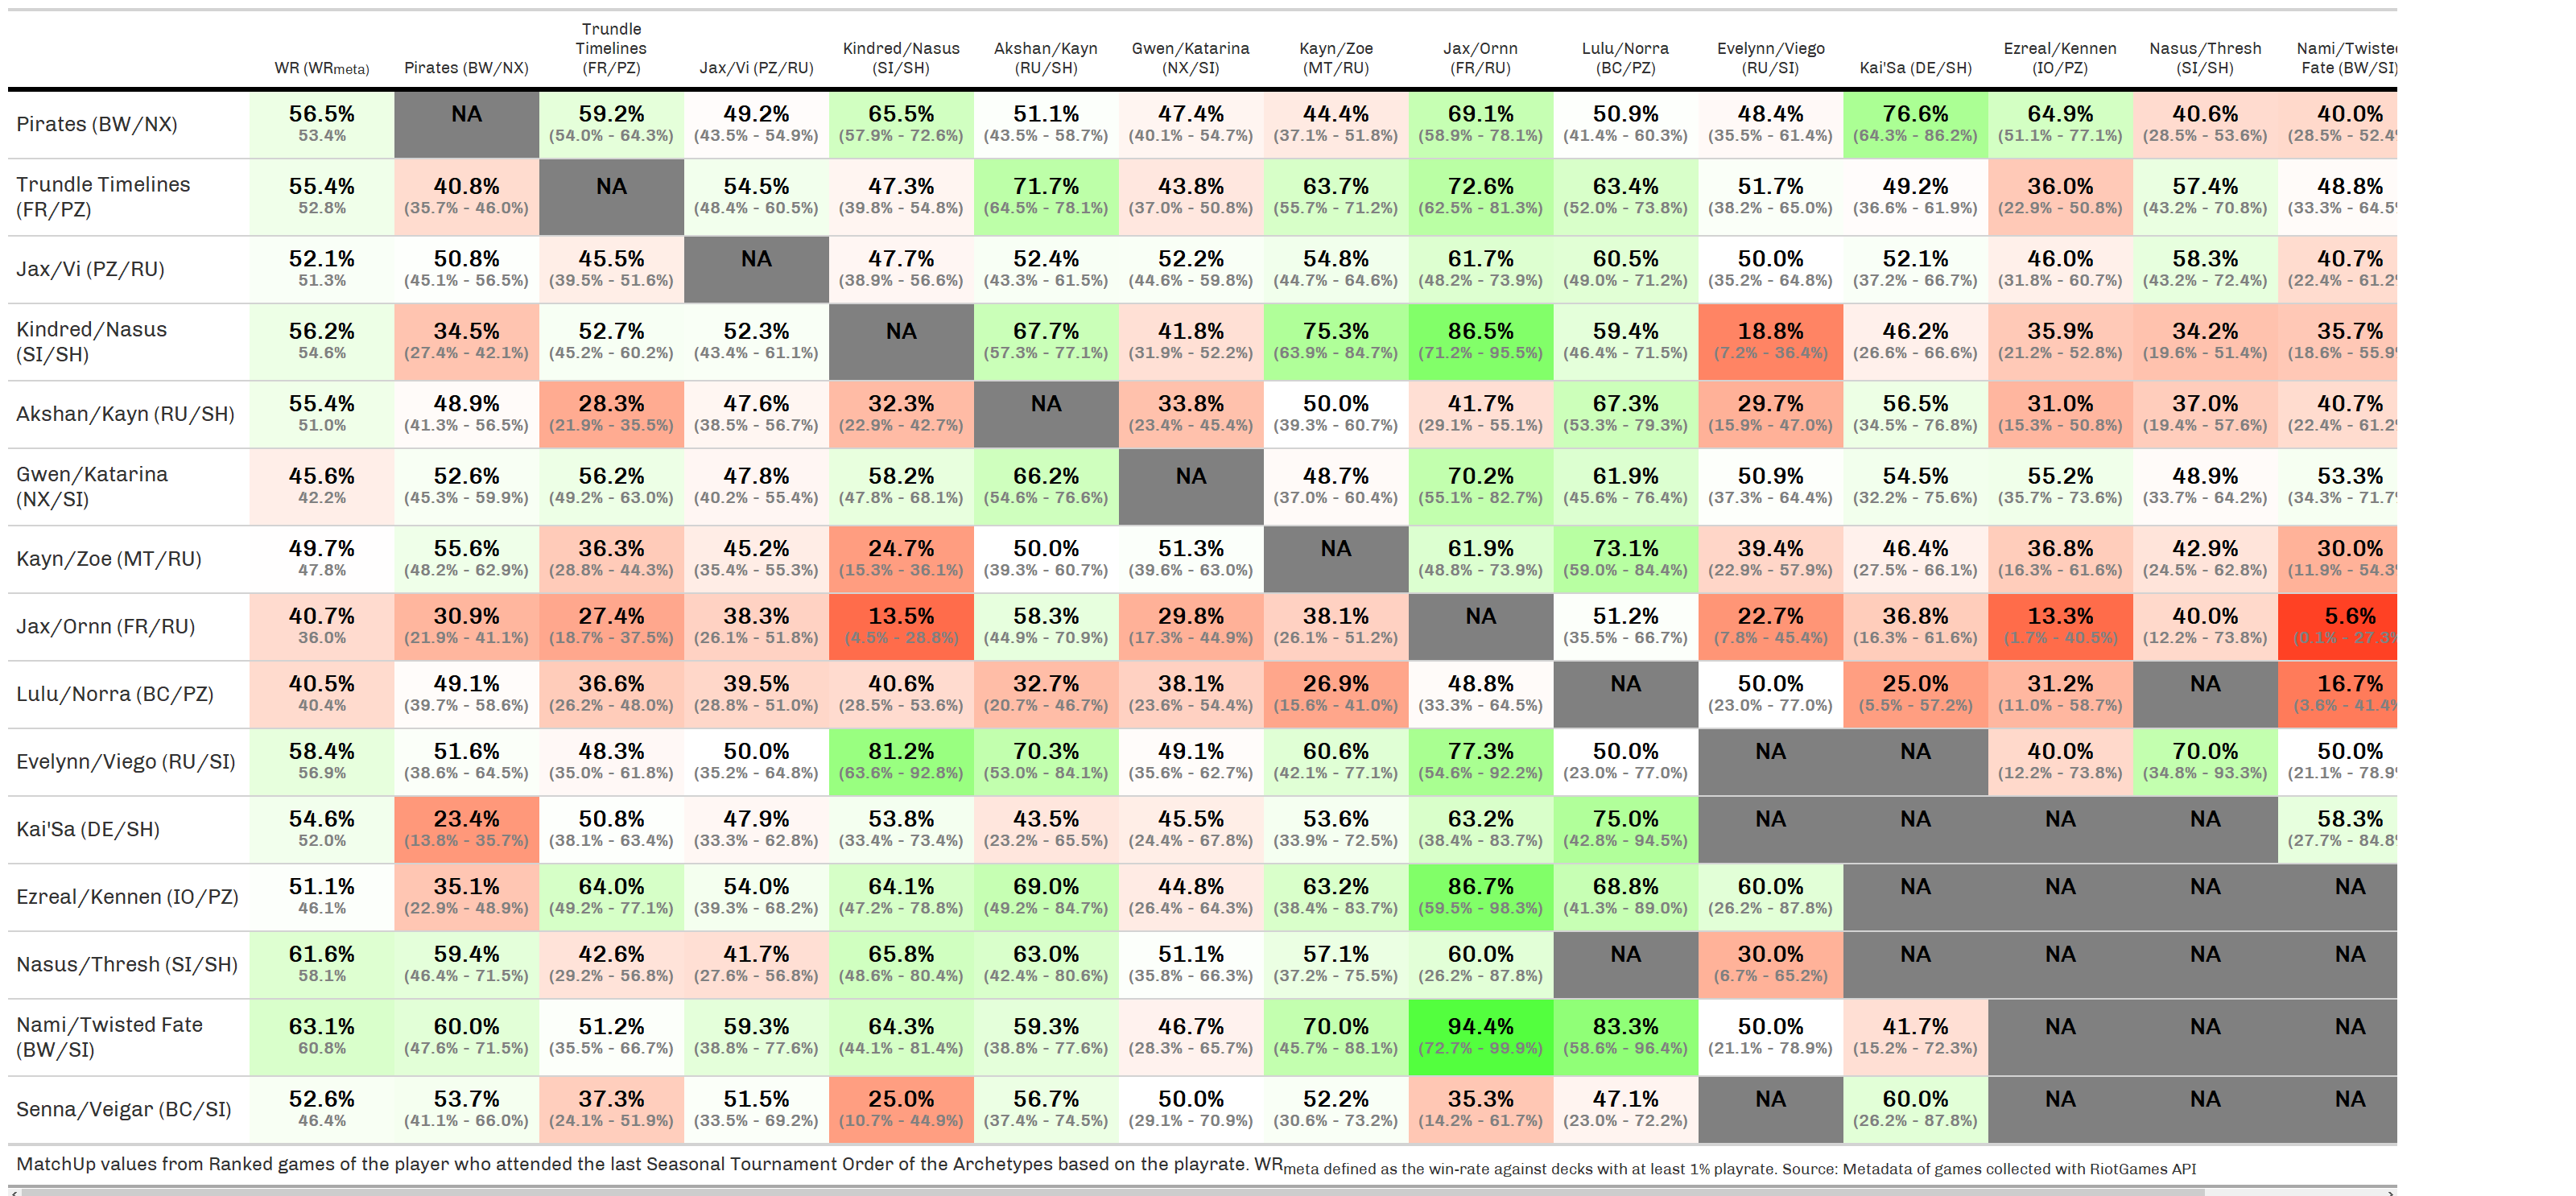 WR (WRmeta) Pirates (BW/NX) Trundle Timelines (FR/PZ) Jax/Vi (PZ/RU) Kindred/Nasus (SI/SH) Akshan/Kayn (RU/SH) Gwen/Katarina (NX/SI) Kayn/Zoe (MT/RU) Jax/Ornn (FR/RU) Lulu/Norra (BC/PZ) Evelynn/Viego (RU/SI) Kai'Sa (DE/SH) Ezreal/Kennen (IO/PZ) Nasus/Thresh (SI/SH) Nami/Twisted Fate (BW/SI)
Pirates (BW/NX) 56.5% NA 59.2% 49.2% 65.5% 51.1% 47.4% 44.4% 69.1% 50.9% 48.4% 76.6% 64.9% 40.6% 40.0%
53.4% (54.0% - 64.3%) (43.5% - 54.9%) (57.9% - 72.6%) (43.5% - 58.7%) (40.1% - 54.7%) (37.1% - 51.8%) (58.9% - 78.1%) (41.4% - 60.3%) (35.5% - 61.4%) (64.3% - 86.2%) (51.1% - 77.1%) (28.5% - 53.6%) (28.5% - 52.4%
Trundle Timelines (FR/PZ) 55.4% 40.8% NA 54.5% 47.3% 71.7% 43.8% 63.7% 72.6% 63.4% 51.7% 49.2% 36.0% 57.4% 48.8%
52.8% (35.7% - 46.0%) (48.4% - 60.5%) (39.8% - 54.8%) (64.5% - 78.1%) (37.0% - 50.8%) (55.7% - 71.2%) (62.5% - 81.3%) (52.0% - 73.8%) (38.2% - 65.0%) (36.6% - 61.9%) (22.9% - 50.8%) (43.2% - 70.8%) (33.3% - 64.5%
Jax/Vi (PZ/RU) 52.1% 50.8% 45.5% NA 47.7% 52.4% 52.2% 54.8% 61.7% 60.5% 50.0% 52.1% 46.0% 58.3% 40.7%
51.3% (45.1% - 56.5%) (39.5% - 51.6%) (38.9% - 56.6%) (43.3% - 61.5%) (44.6% - 59.8%) (44.7% - 64.6%) (48.2% - 73.9%) (49.0% - 71.2%) (35.2% - 64.8%) (37.2% - 66.7%) (31.8% - 60.7%) (43.2% - 72.4%) (22.4% - 61.2%
Kindred/Nasus (SI/SH) 56.2% 34.5% 52.7% 52.3% NA 67.7% 41.8% 75.3% 86.5% 59.4% 18.8% 46.2% 35.9% 34.2% 35.7%
54.6% (27.4% - 42.1%) (45.2% - 60.2%) (43.4% - 61.1%) (57.3% - 77.1%) (31.9% - 52.2%) (63.9% - 84.7%) (71.2% - 95.5%) (46.4% - 71.5%) (7.2% - 36.4%) (26.6% - 66.6%) (21.2% - 52.8%) (19.6% - 51.4%) (18.6% - 55.9%
Akshan/Kayn (RU/SH) 55.4% 48.9% 28.3% 47.6% 32.3% NA 33.8% 50.0% 41.7% 67.3% 29.7% 56.5% 31.0% 37.0% 40.7%
51.0% (41.3% - 56.5%) (21.9% - 35.5%) (38.5% - 56.7%) (22.9% - 42.7%) (23.4% - 45.4%) (39.3% - 60.7%) (29.1% - 55.1%) (53.3% - 79.3%) (15.9% - 47.0%) (34.5% - 76.8%) (15.3% - 50.8%) (19.4% - 57.6%) (22.4% - 61.2%
Gwen/Katarina (NX/SI) 45.6% 52.6% 56.2% 47.8% 58.2% 66.2% NA 48.7% 70.2% 61.9% 50.9% 54.5% 55.2% 48.9% 53.3%
42.2% (45.3% - 59.9%) (49.2% - 63.0%) (40.2% - 55.4%) (47.8% - 68.1%) (54.6% - 76.6%) (37.0% - 60.4%) (55.1% - 82.7%) (45.6% - 76.4%) (37.3% - 64.4%) (32.2% - 75.6%) (35.7% - 73.6%) (33.7% - 64.2%) (34.3% - 71.7%
Kayn/Zoe (MT/RU) 49.7% 55.6% 36.3% 45.2% 24.7% 50.0% 51.3% NA 61.9% 73.1% 39.4% 46.4% 36.8% 42.9% 30.0%
47.8% (48.2% - 62.9%) (28.8% - 44.3%) (35.4% - 55.3%) (15.3% - 36.1%) (39.3% - 60.7%) (39.6% - 63.0%) (48.8% - 73.9%) (59.0% - 84.4%) (22.9% - 57.9%) (27.5% - 66.1%) (16.3% - 61.6%) (24.5% - 62.8%) (11.9% - 54.3%
Jax/Ornn (FR/RU) 40.7% 30.9% 27.4% 38.3% 13.5% 58.3% 29.8% 38.1% NA 51.2% 22.7% 36.8% 13.3% 40.0% 5.6%
36.0% (21.9% - 41.1%) (18.7% - 37.5%) (26.1% - 51.8%) (4.5% - 28.8%) (44.9% - 70.9%) (17.3% - 44.9%) (26.1% - 51.2%) (35.5% - 66.7%) (7.8% - 45.4%) (16.3% - 61.6%) (1.7% - 40.5%) (12.2% - 73.8%) (0.1% - 27.3%
Lulu/Norra (BC/PZ) 40.5% 49.1% 36.6% 39.5% 40.6% 32.7% 38.1% 26.9% 48.8% NA 50.0% 25.0% 31.2% NA 16.7%
40.4% (39.7% - 58.6%) (26.2% - 48.0%) (28.8% - 51.0%) (28.5% - 53.6%) (20.7% - 46.7%) (23.6% - 54.4%) (15.6% - 41.0%) (33.3% - 64.5%) (23.0% - 77.0%) (5.5% - 57.2%) (11.0% - 58.7%) (3.6% - 41.4%
Evelynn/Viego (RU/SI) 58.4% 51.6% 48.3% 50.0% 81.2% 70.3% 49.1% 60.6% 77.3% 50.0% NA NA 40.0% 70.0% 50.0%
56.9% (38.6% - 64.5%) (35.0% - 61.8%) (35.2% - 64.8%) (63.6% - 92.8%) (53.0% - 84.1%) (35.6% - 62.7%) (42.1% - 77.1%) (54.6% - 92.2%) (23.0% - 77.0%) (12.2% - 73.8%) (34.8% - 93.3%) (21.1% - 78.9%
Kai'Sa (DE/SH) 54.6% 23.4% 50.8% 47.9% 53.8% 43.5% 45.5% 53.6% 63.2% 75.0% NA NA NA NA 58.3%
52.0% (13.8% - 35.7%) (38.1% - 63.4%) (33.3% - 62.8%) (33.4% - 73.4%) (23.2% - 65.5%) (24.4% - 67.8%) (33.9% - 72.5%) (38.4% - 83.7%) (42.8% - 94.5%) (27.7% - 84.8%
Ezreal/Kennen (IO/PZ) 51.1% 35.1% 64.0% 54.0% 64.1% 69.0% 44.8% 63.2% 86.7% 68.8% 60.0% NA NA NA NA
46.1% (22.9% - 48.9%) (49.2% - 77.1%) (39.3% - 68.2%) (47.2% - 78.8%) (49.2% - 84.7%) (26.4% - 64.3%) (38.4% - 83.7%) (59.5% - 98.3%) (41.3% - 89.0%) (26.2% - 87.8%)
Nasus/Thresh (SI/SH) 61.6% 59.4% 42.6% 41.7% 65.8% 63.0% 51.1% 57.1% 60.0% NA 30.0% NA NA NA NA
58.1% (46.4% - 71.5%) (29.2% - 56.8%) (27.6% - 56.8%) (48.6% - 80.4%) (42.4% - 80.6%) (35.8% - 66.3%) (37.2% - 75.5%) (26.2% - 87.8%) (6.7% - 65.2%)
Nami/Twisted Fate (BW/SI) 63.1% 60.0% 51.2% 59.3% 64.3% 59.3% 46.7% 70.0% 94.4% 83.3% 50.0% 41.7% NA NA NA
60.8% (47.6% - 71.5%) (35.5% - 66.7%) (38.8% - 77.6%) (44.1% - 81.4%) (38.8% - 77.6%) (28.3% - 65.7%) (45.7% - 88.1%) (72.7% - 99.9%) (58.6% - 96.4%) (21.1% - 78.9%) (15.2% - 72.3%)
Senna/Veigar (BC/SI) 52.6% 53.7% 37.3% 51.5% 25.0% 56.7% 50.0% 52.2% 35.3% 47.1% NA 60.0% NA NA NA
46.4% (41.1% - 66.0%) (24.1% - 51.9%) (33.5% - 69.2%) (10.7% - 44.9%) (37.4% - 74.5%) (29.1% - 70.9%) (30.6% - 73.2%) (14.2% - 61.7%) (23.0% - 72.2%) (26.2% - 87.8%)
MatchUp values from Ranked games of the player who attended the last Seasonal Tournament Order of the Archetypes based on the playrate. WRmeta defined as the win-rate against decks with at least 1% playrate. Source: Metadata of games collected with RiotGames API